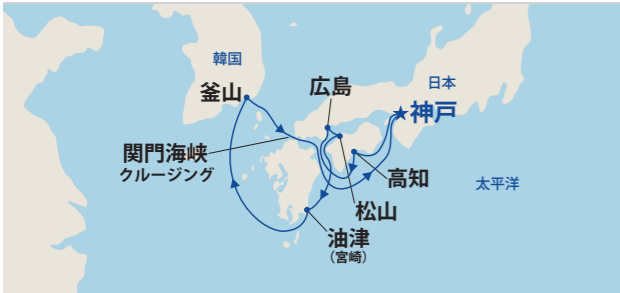 韓国
釜山
広島
日本
神戸
関門海峡
クルージング
高知
太平洋
松山
油津
（宮崎）